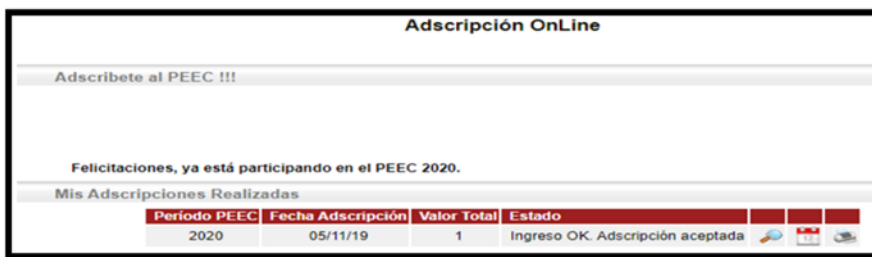 Adscripción OnLine
Adscribete al PEEC !!!
Felicitaciones, ya está participando en el PEEC 2020.
Mis Adscripciones Realizadas
Período PEEC Fecha Adscripción Valor Total Estado
2020 05/11/19 1 Ingreso OK. Adscripción aceptada